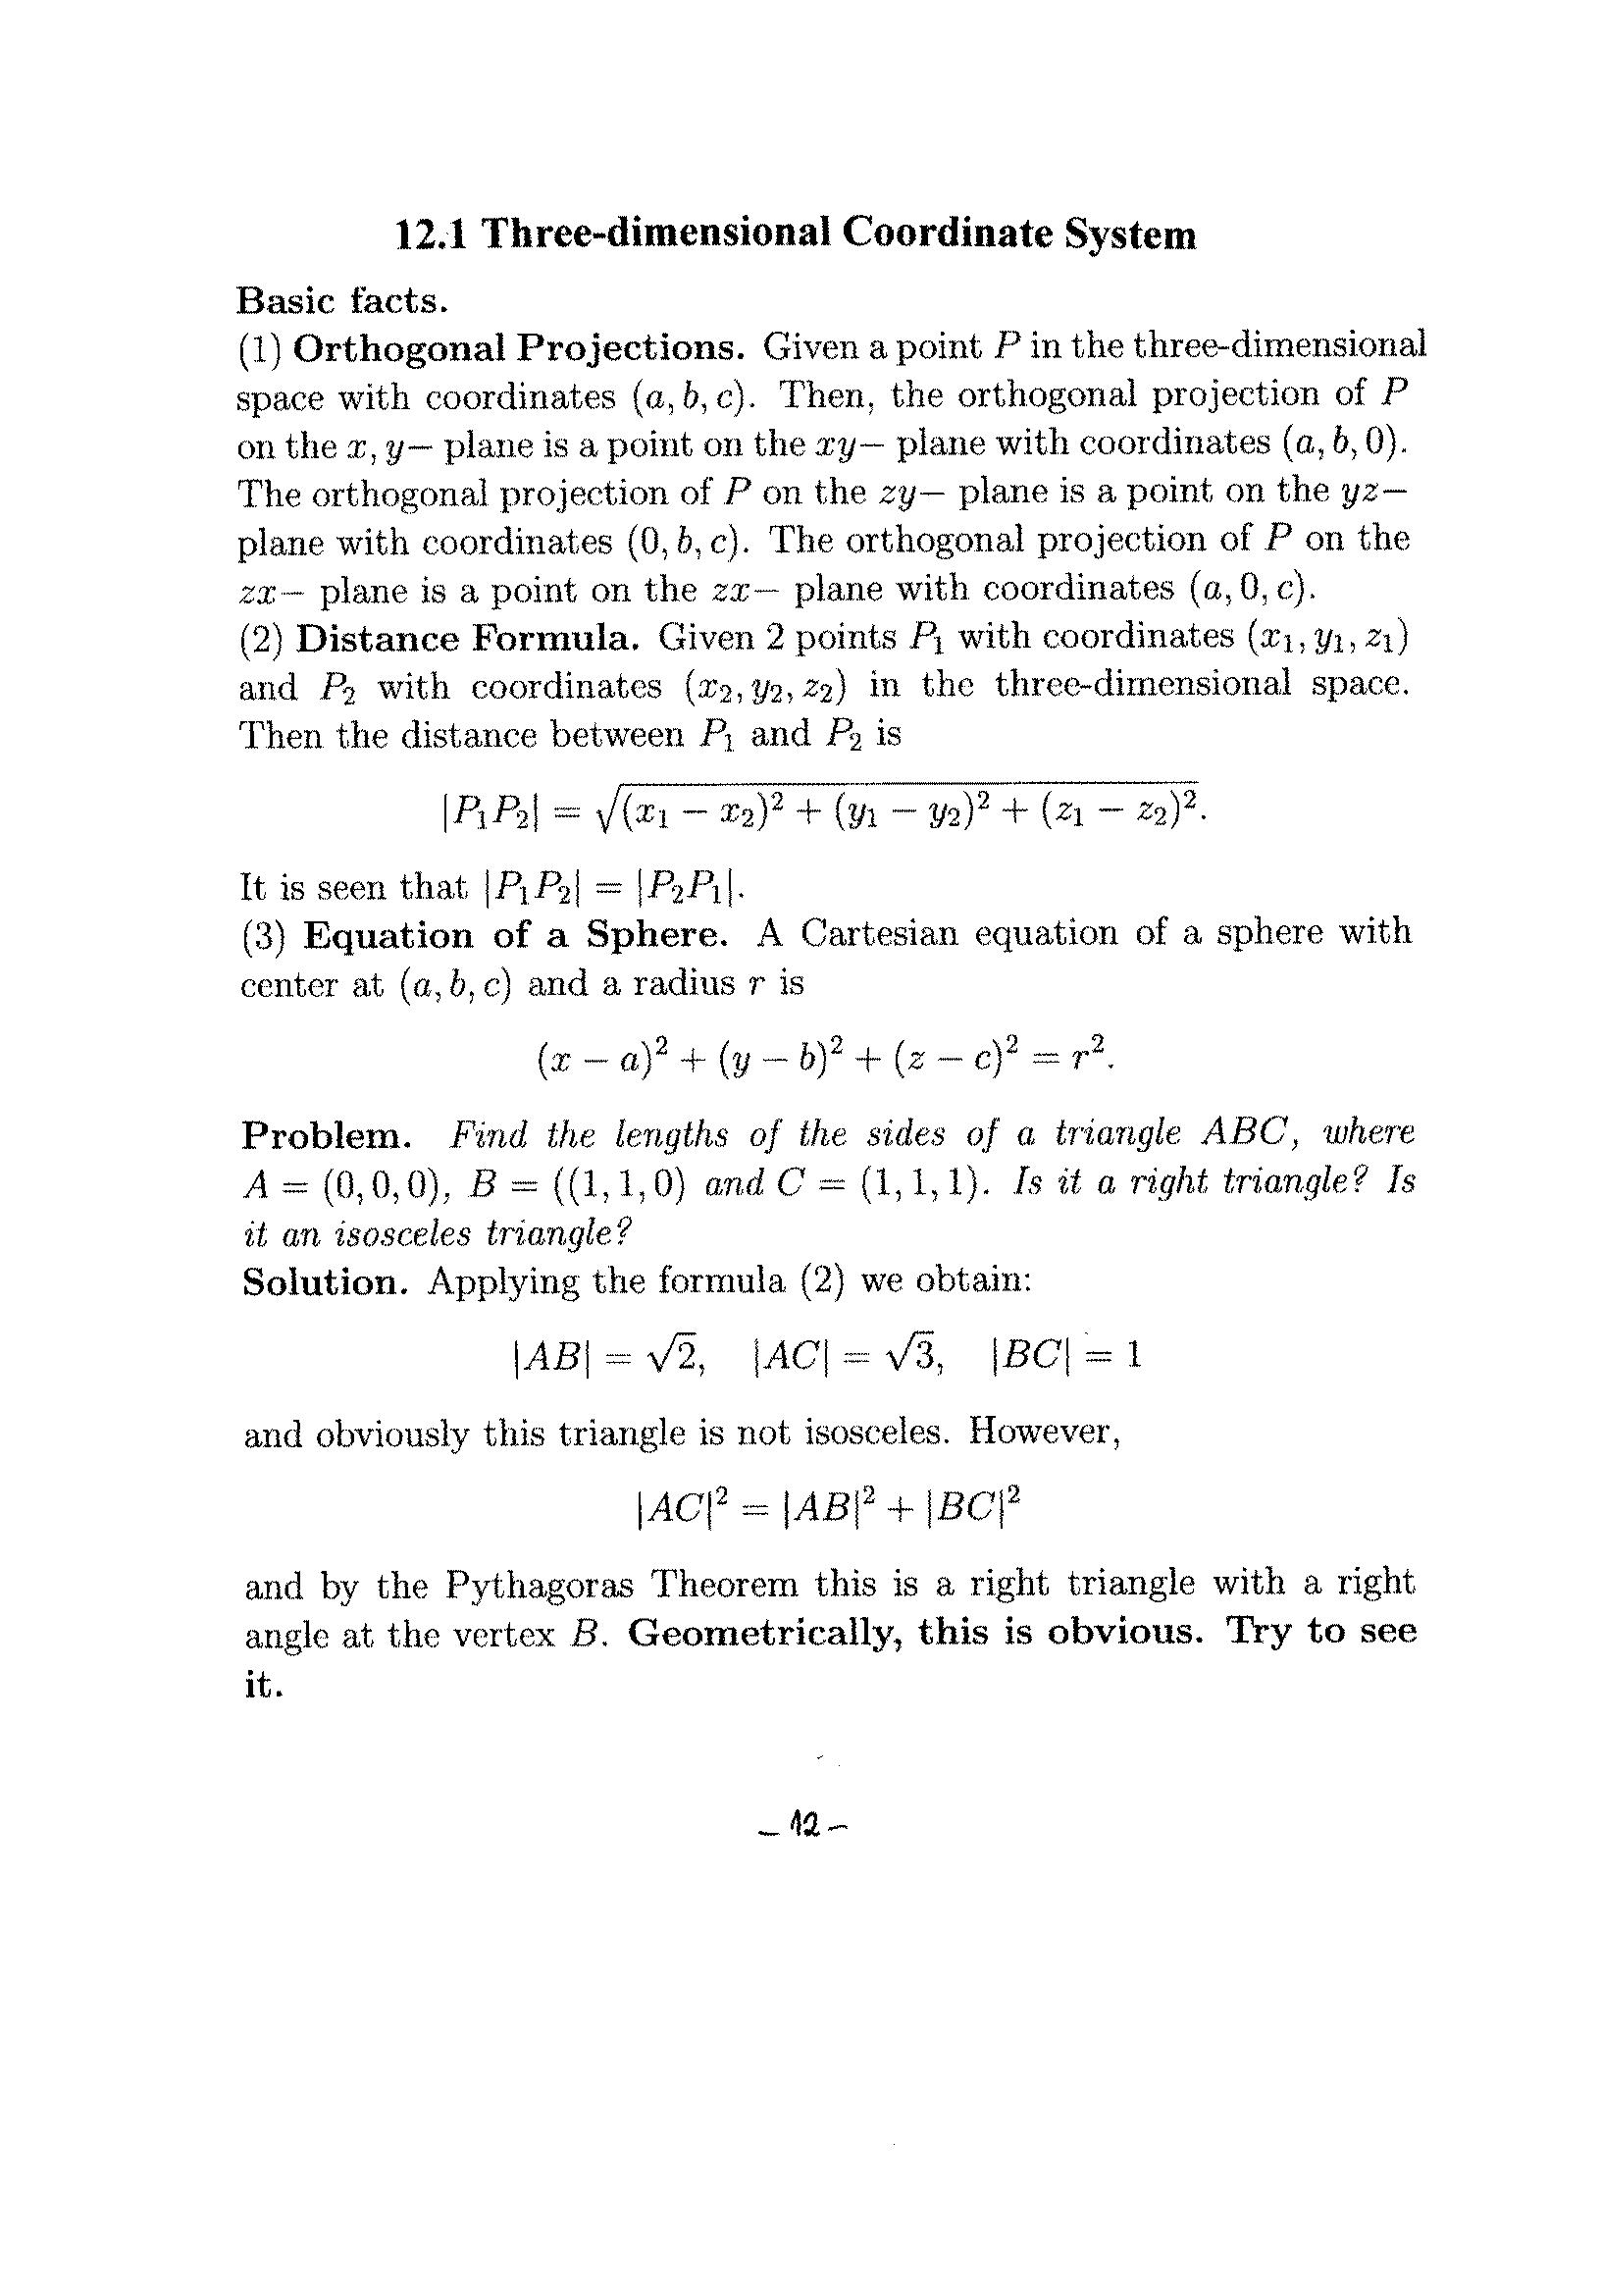 12.1 Three-dimensional Coordinate System
Basic facts.
(1) Orthogonal Projections. Given a point P in the three-dimensional
space with coordinates (a, b, c). Then, the orthogonal projection of P
on the x, y− plane is a point on the xy− plane with coordinates (a, b, 0).
The orthogonal projection of P on the zy− plane is a point on the yz−
plane with coordinates (0, b, c). The orthogonal projection of P on the
zx− plane is a point on the zx− plane with coordinates (a, 0, c).
(2) Distance Formula. Given 2 points P₁ with coordinates (x₁, y₁, z₁)
and P₂ with coordinates (x₂, y₂, z₂) in the three-dimensional space.
Then the distance between P₁ and P₂ is
|P₁P₂| = √(x₁ − x₂)² + (y₁ − y₂)² + (z₁ − z₂)².
It is seen that |P₁P₂| = |P₂P₁|.
(3) Equation of a Sphere. A Cartesian equation of a sphere with
center at (a, b, c) and a radius r is
(x − a)² + (y − b)² + (z − c)² = r².
Problem. Find the lengths of the sides of a triangle ABC, where
A = (0, 0, 0), B = ((1, 1, 0) and C = (1, 1, 1). Is it a right triangle? Is
it an isosceles triangle?
Solution. Applying the formula (2) we obtain:
|AB| = √2, |AC| = √3, |BC| = 1
and obviously this triangle is not isosceles. However,
|AC|² = |AB|² + |BC|²
and by the Pythagoras Theorem this is a right triangle with a right
angle at the vertex B. Geometrically, this is obvious. Try to see
it.
– 12 –